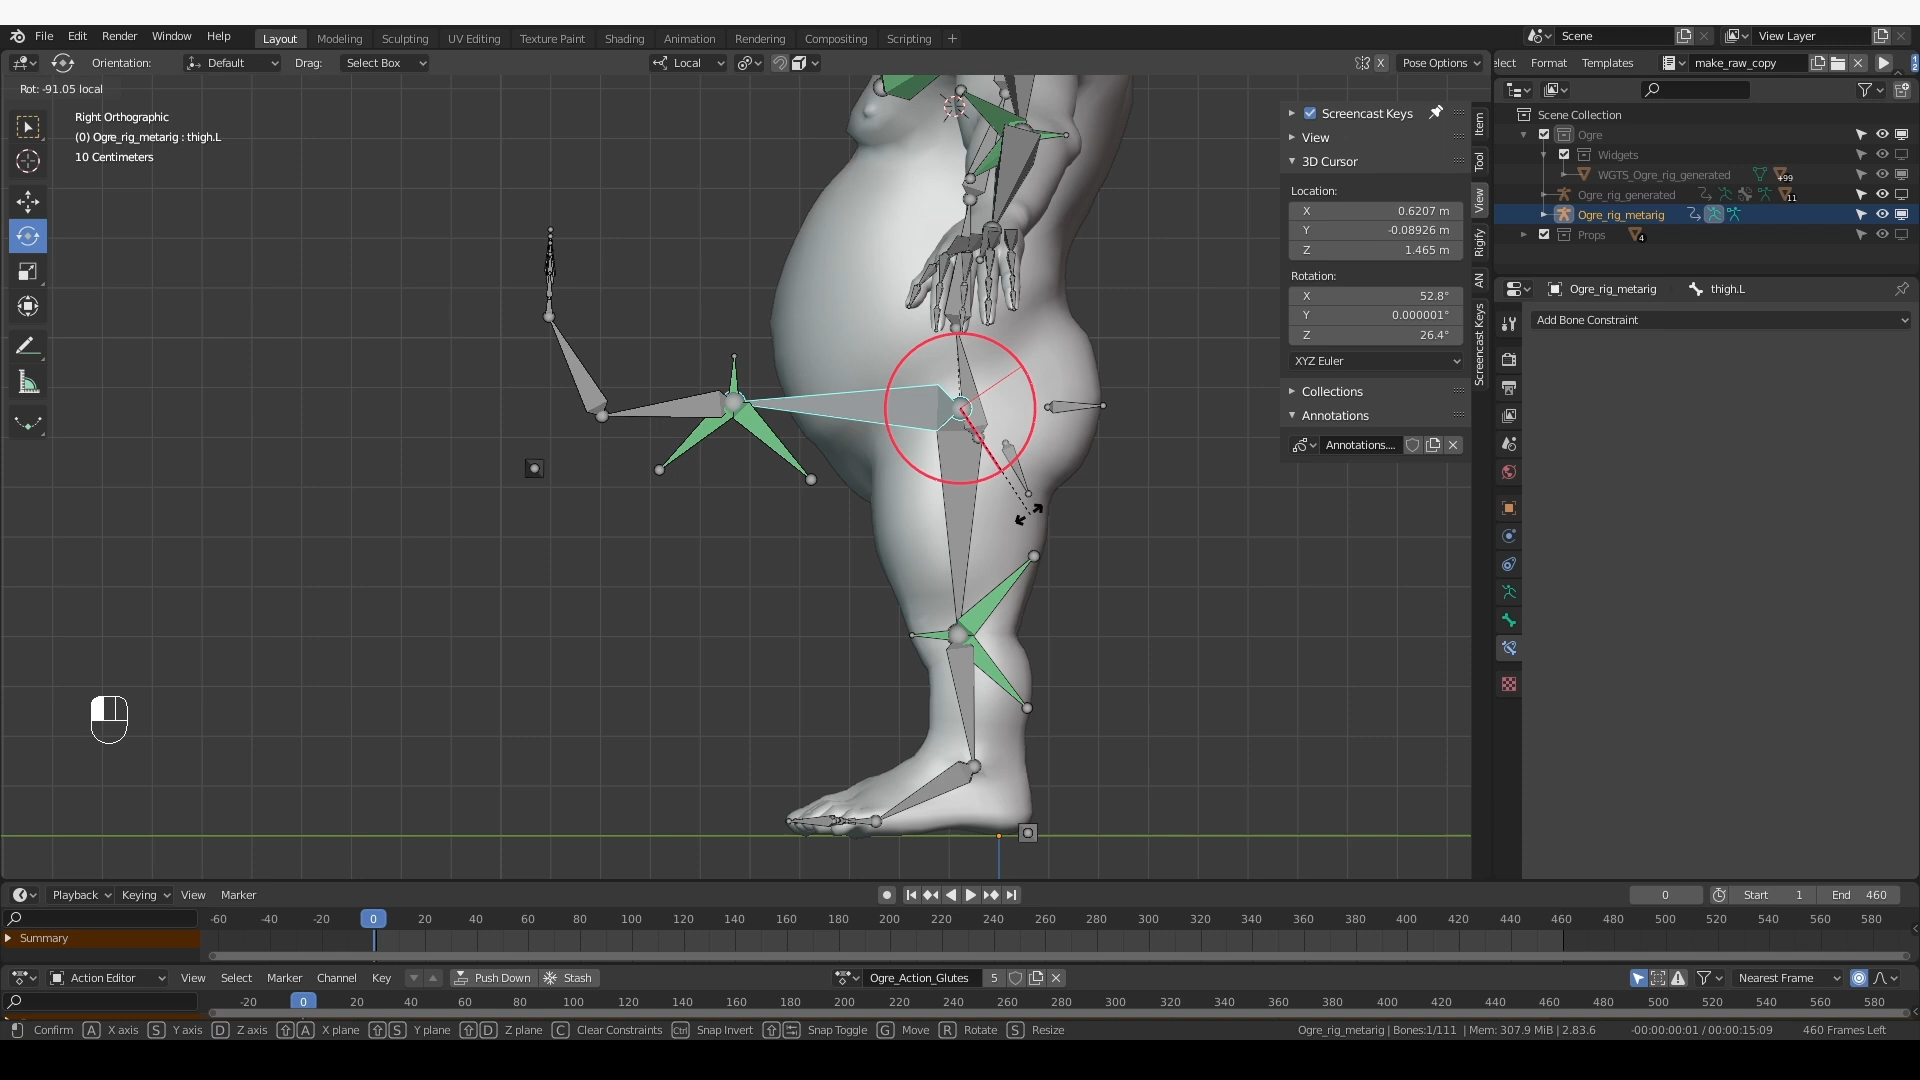 File Edit Render Window Help Layout Modeling Sculpting UV Editing Texture Paint Shading Animation Rendering Compositing Scripting + Scene View Layer
Orientation: Default Drag: Select Box Local X Pose Options elect Format Templates make_raw_copy
Rot: -91.05 local
Right Orthographic
(0) Ogre_rig_metarig : thigh.L
10 Centimeters
Screencast Keys
View
3D Cursor
Location:
X 0.6207 m
Y -0.08926 m
Z 1.465 m
Rotation:
X 52.8°
Y 0.000001°
Z 26.4°
XYZ Euler
Collections
Annotations
Annotations....
Item
Tool
View
Rigify
AN
Screencast Keys
Scene Collection
Ogre
Widgets
WGTS_Ogre_rig_generated +99
Ogre_rig_generated 11
Ogre_rig_metarig
Props 4
Ogre_rig_metarig thigh.L
Add Bone Constraint
Playback Keying View Marker 0 Start 1 End 460
-60 -40 -20 0 20 40 60 80 100 120 140 160 180 200 220 240 260 280 300 320 340 360 380 400 420 440 460 480 500 520 540 560 580
Summary
Action Editor View Select Marker Channel Key Push Down Stash Ogre_Action_Glutes 5 Nearest Frame
-20 0 20 40 60 80 100 120 140 160 180 200 220 240 260 280 300 320 340 360 380 400 420 440 460 480 500 520 540 560 580
Confirm A X axis S Y axis D Z axis A X plane S Y plane D Z plane C Clear Constraints Ctrl Snap Invert Snap Toggle G Move R Rotate S Resize Ogre_rig_metarig | Bones:1/111 | Mem: 307.9 MiB | 2.83.6 -00:00:00:01 / 00:00:15:09 460 Frames Left